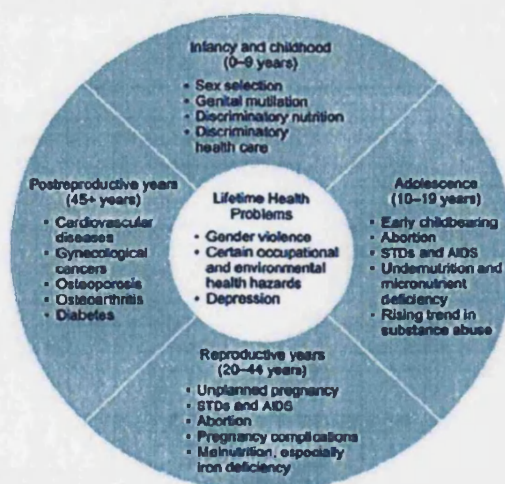 Infancy and childhood
(0–9 years)
• Sex selection
• Genital mutilation
• Discriminatory nutrition
• Discriminatory
health care
Postreproductive years
(45+ years)
• Cardiovascular
diseases
• Gynecological
cancers
• Osteoporosis
• Osteoarthritis
• Diabetes
Lifetime Health
Problems
• Gender violence
• Certain occupational
and environmental
health hazards
• Depression
Adolescence
(10–19 years)
• Early childbearing
• Abortion
• STDs and AIDS
• Undernutrition and
micronutrient
deficiency
• Rising trend in
substance abuse
Reproductive years
(20–44 years)
• Unplanned pregnancy
• STDs and AIDS
• Abortion
• Pregnancy complications
• Malnutrition, especially
iron deficiency